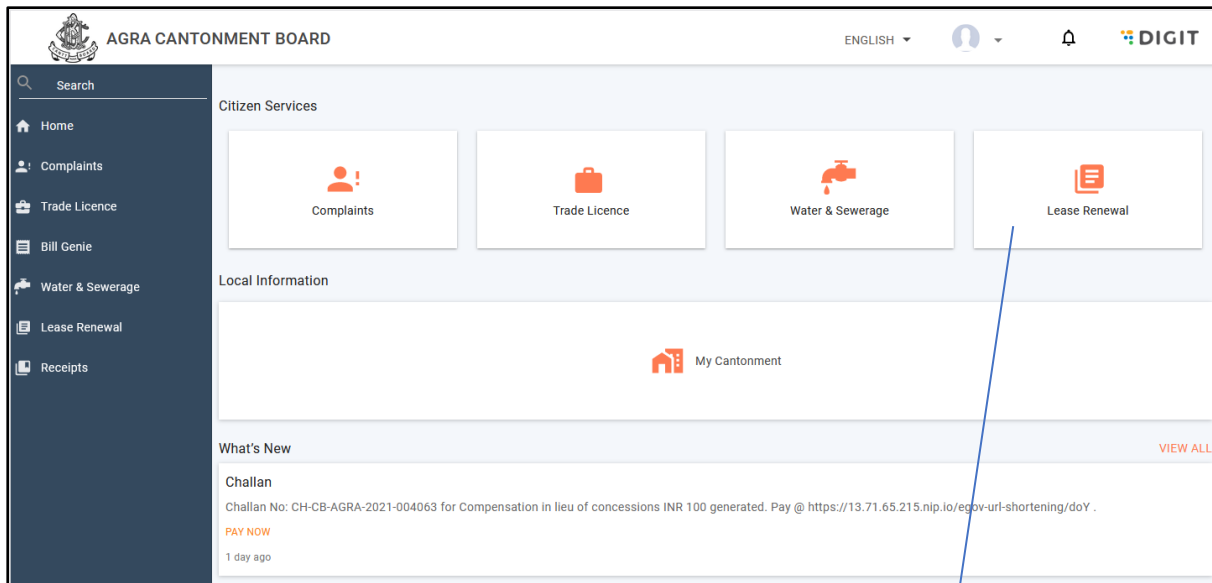 AGRA CANTONMENT BOARD
ENGLISH
DIGIT
Search
Home
Complaints
Trade Licence
Bill Genie
Water & Sewerage
Lease Renewal
Receipts
Citizen Services
Complaints
Trade Licence
Water & Sewerage
Lease Renewal
Local Information
My Cantonment
What's New
VIEW ALL
Challan
Challan No: CH-CB-AGRA-2021-004063 for Compensation in lieu of concessions INR 100 generated. Pay @ https://13.71.65.215.nip.io/egov-url-shortening/doY .
PAY NOW
1 day ago